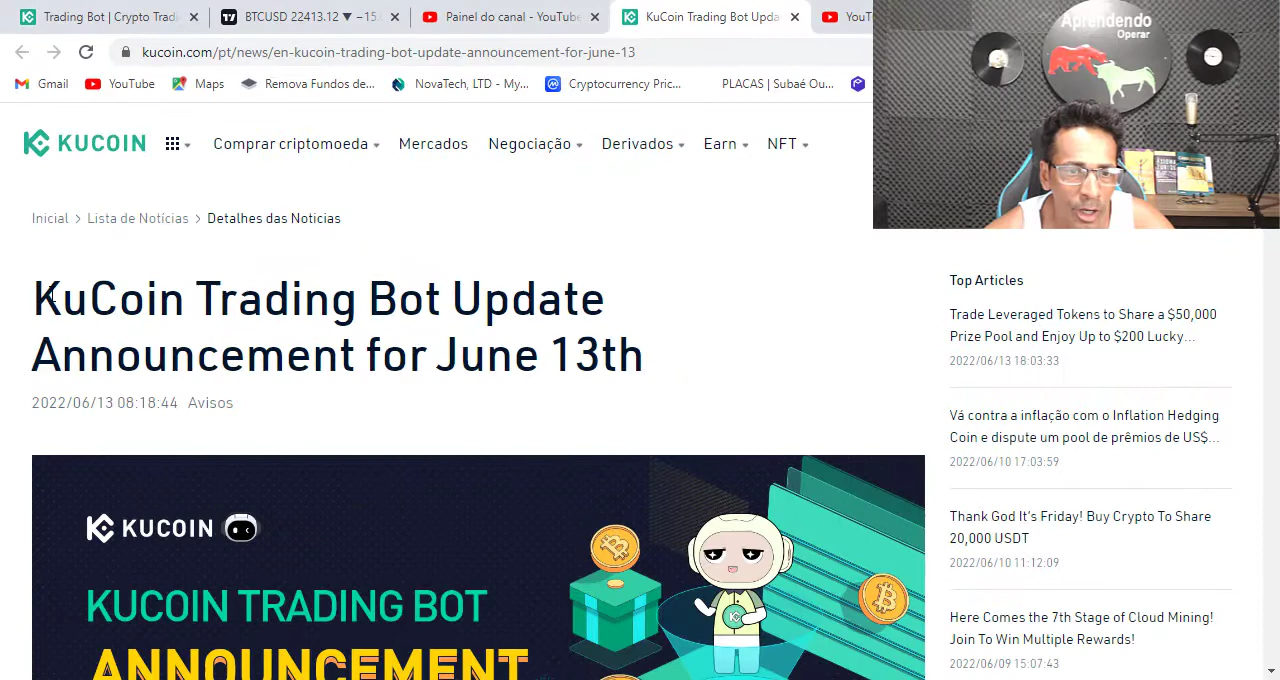 Trading Bot | Crypto Tradi
BTCUSD 22413.12 ▼ −15.
Painel do canal - YouTube
KuCoin Trading Bot Upda
YouT
kucoin.com/pt/news/en-kucoin-trading-bot-update-announcement-for-june-13
Gmail
YouTube
Maps
Remova Fundos de...
NovaTech, LTD - My...
Cryptocurrency Pric...
PLACAS | Subaé Ou...
Aprendendo
Operar
KUCOIN
Comprar criptomoeda
Mercados
Negociação
Derivados
Earn
NFT
Inicial > Lista de Notícias > Detalhes das Noticias
KuCoin Trading Bot Update
Announcement for June 13th
2022/06/13 08:18:44 Avisos
KUCOIN
KUCOIN TRADING BOT
ANNOUNCEMENT
Top Articles
Trade Leveraged Tokens to Share a $50,000
Prize Pool and Enjoy Up to $200 Lucky...
2022/06/13 18:03:33
Vá contra a inflação com o Inflation Hedging
Coin e dispute um pool de prêmios de US$...
2022/06/10 17:03:59
Thank God It's Friday! Buy Crypto To Share
20,000 USDT
2022/06/10 11:12:09
Here Comes the 7th Stage of Cloud Mining!
Join To Win Multiple Rewards!
2022/06/09 15:07:43